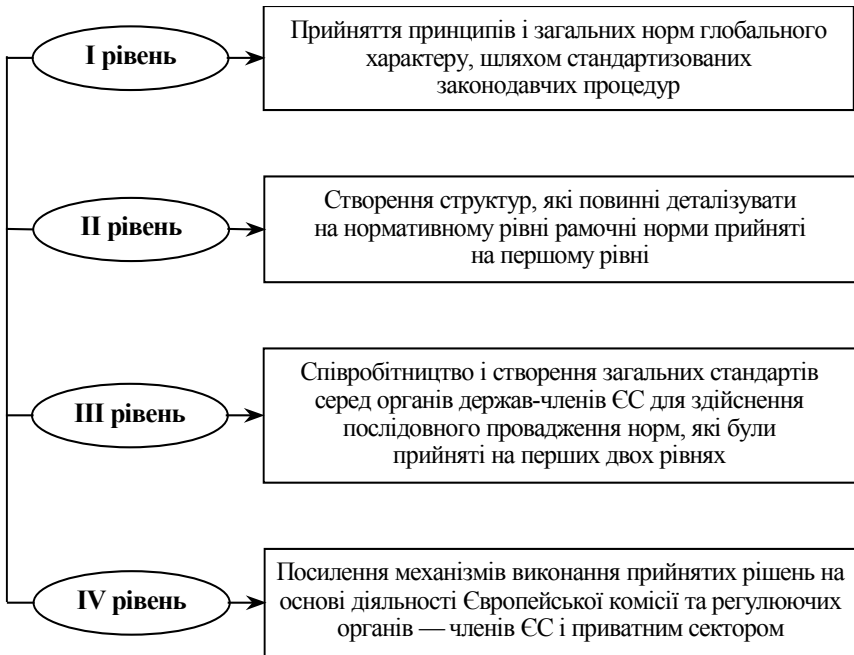 I рівень
Прийняття принципів і загальних норм глобального
характеру, шляхом стандартизованих
законодавчих процедур
II рівень
Створення структур, які повинні деталізувати
на нормативному рівні рамочні норми прийняті
на першому рівні
III рівень
Співробітництво і створення загальних стандартів
серед органів держав-членів ЄС для здійснення
послідовного провадження норм, які були
прийняті на перших двох рівнях
IV рівень
Посилення механізмів виконання прийнятих рішень на
основі діяльності Європейської комісії та регулюючих
органів — членів ЄС і приватним сектором